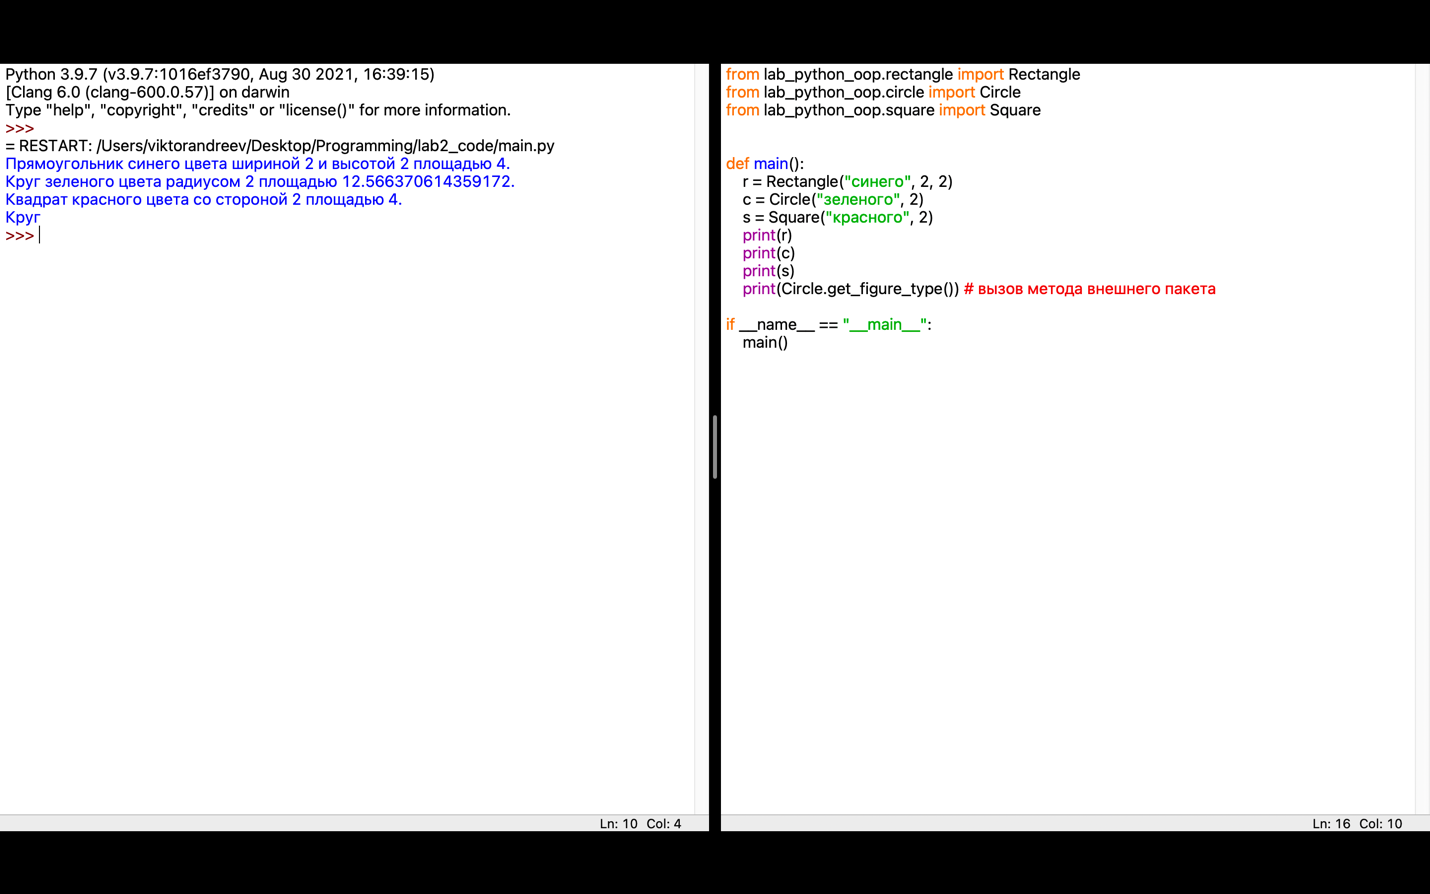 Python 3.9.7 (v3.9.7:1016ef3790, Aug 30 2021, 16:39:15)
[Clang 6.0 (clang-600.0.57)] on darwin
Type "help", "copyright", "credits" or "license()" for more information.
>>>
= RESTART: /Users/viktorandreev/Desktop/Programming/lab2_code/main.py
Прямоугольник синего цвета шириной 2 и высотой 2 площадью 4.
Круг зеленого цвета радиусом 2 площадью 12.566370614359172.
Квадрат красного цвета со стороной 2 площадью 4.
Круг
>>>
Ln: 10 Col: 4
from lab_python_oop.rectangle import Rectangle
from lab_python_oop.circle import Circle
from lab_python_oop.square import Square
def main():
    r = Rectangle("синего", 2, 2)
    c = Circle("зеленого", 2)
    s = Square("красного", 2)
    print(r)
    print(c)
    print(s)
    print(Circle.get_figure_type()) # вызов метода внешнего пакета
if __name__ == "__main__":
    main()
Ln: 16 Col: 10